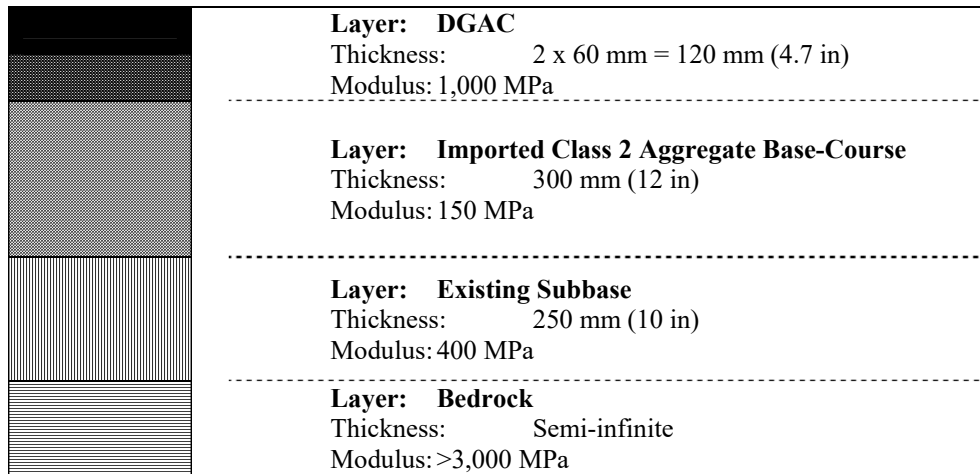 Layer: DGAC
Thickness: 2 x 60 mm = 120 mm (4.7 in)
Modulus: 1,000 MPa
Layer: Imported Class 2 Aggregate Base-Course
Thickness: 300 mm (12 in)
Modulus: 150 MPa
Layer: Existing Subbase
Thickness: 250 mm (10 in)
Modulus: 400 MPa
Layer: Bedrock
Thickness: Semi-infinite
Modulus: >3,000 MPa